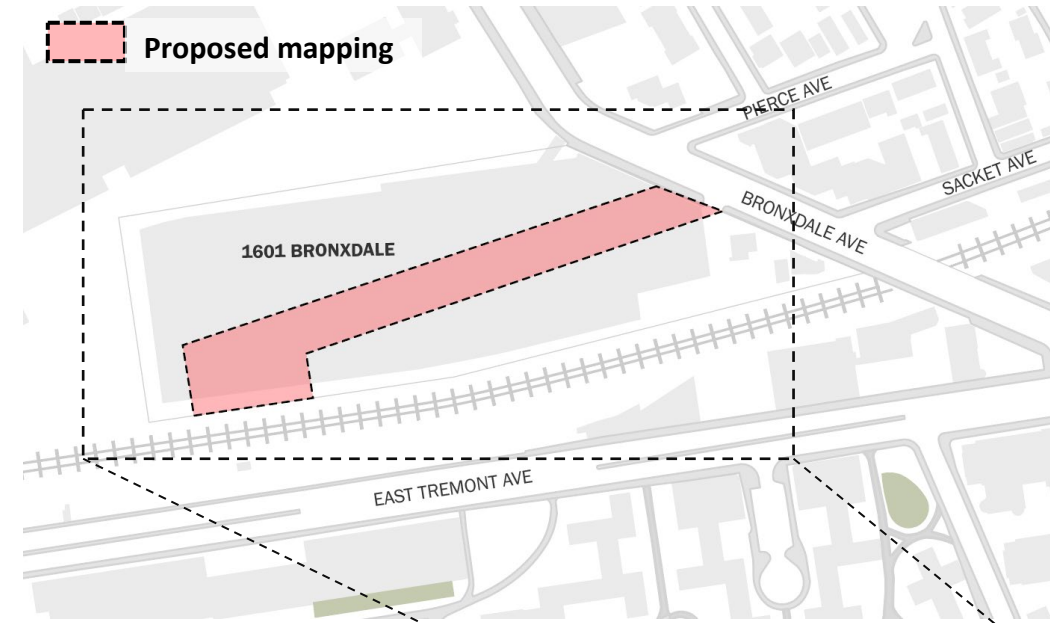 Proposed mapping
PIERCE AVE
SACKET AVE
BRONXDALE AVE
1601 BRONXDALE
EAST TREMONT AVE